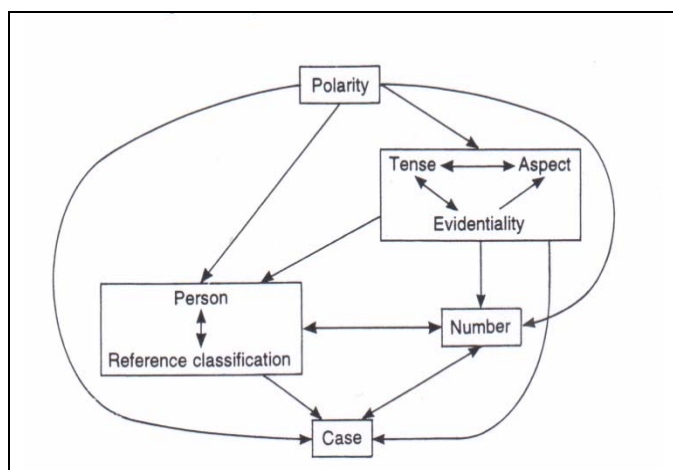 Polarity
Tense Aspect
Evidentiality
Person
Number
Reference classification
Case